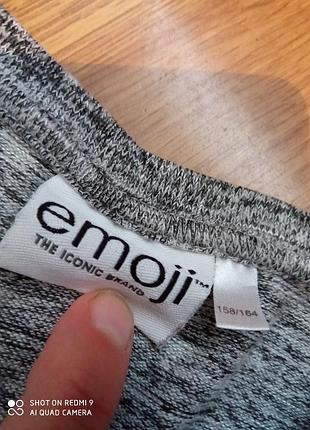 emoji™
THE ICONIC BRAND
158/164
SHOT ON REDMI 9
AI QUAD CAMERA